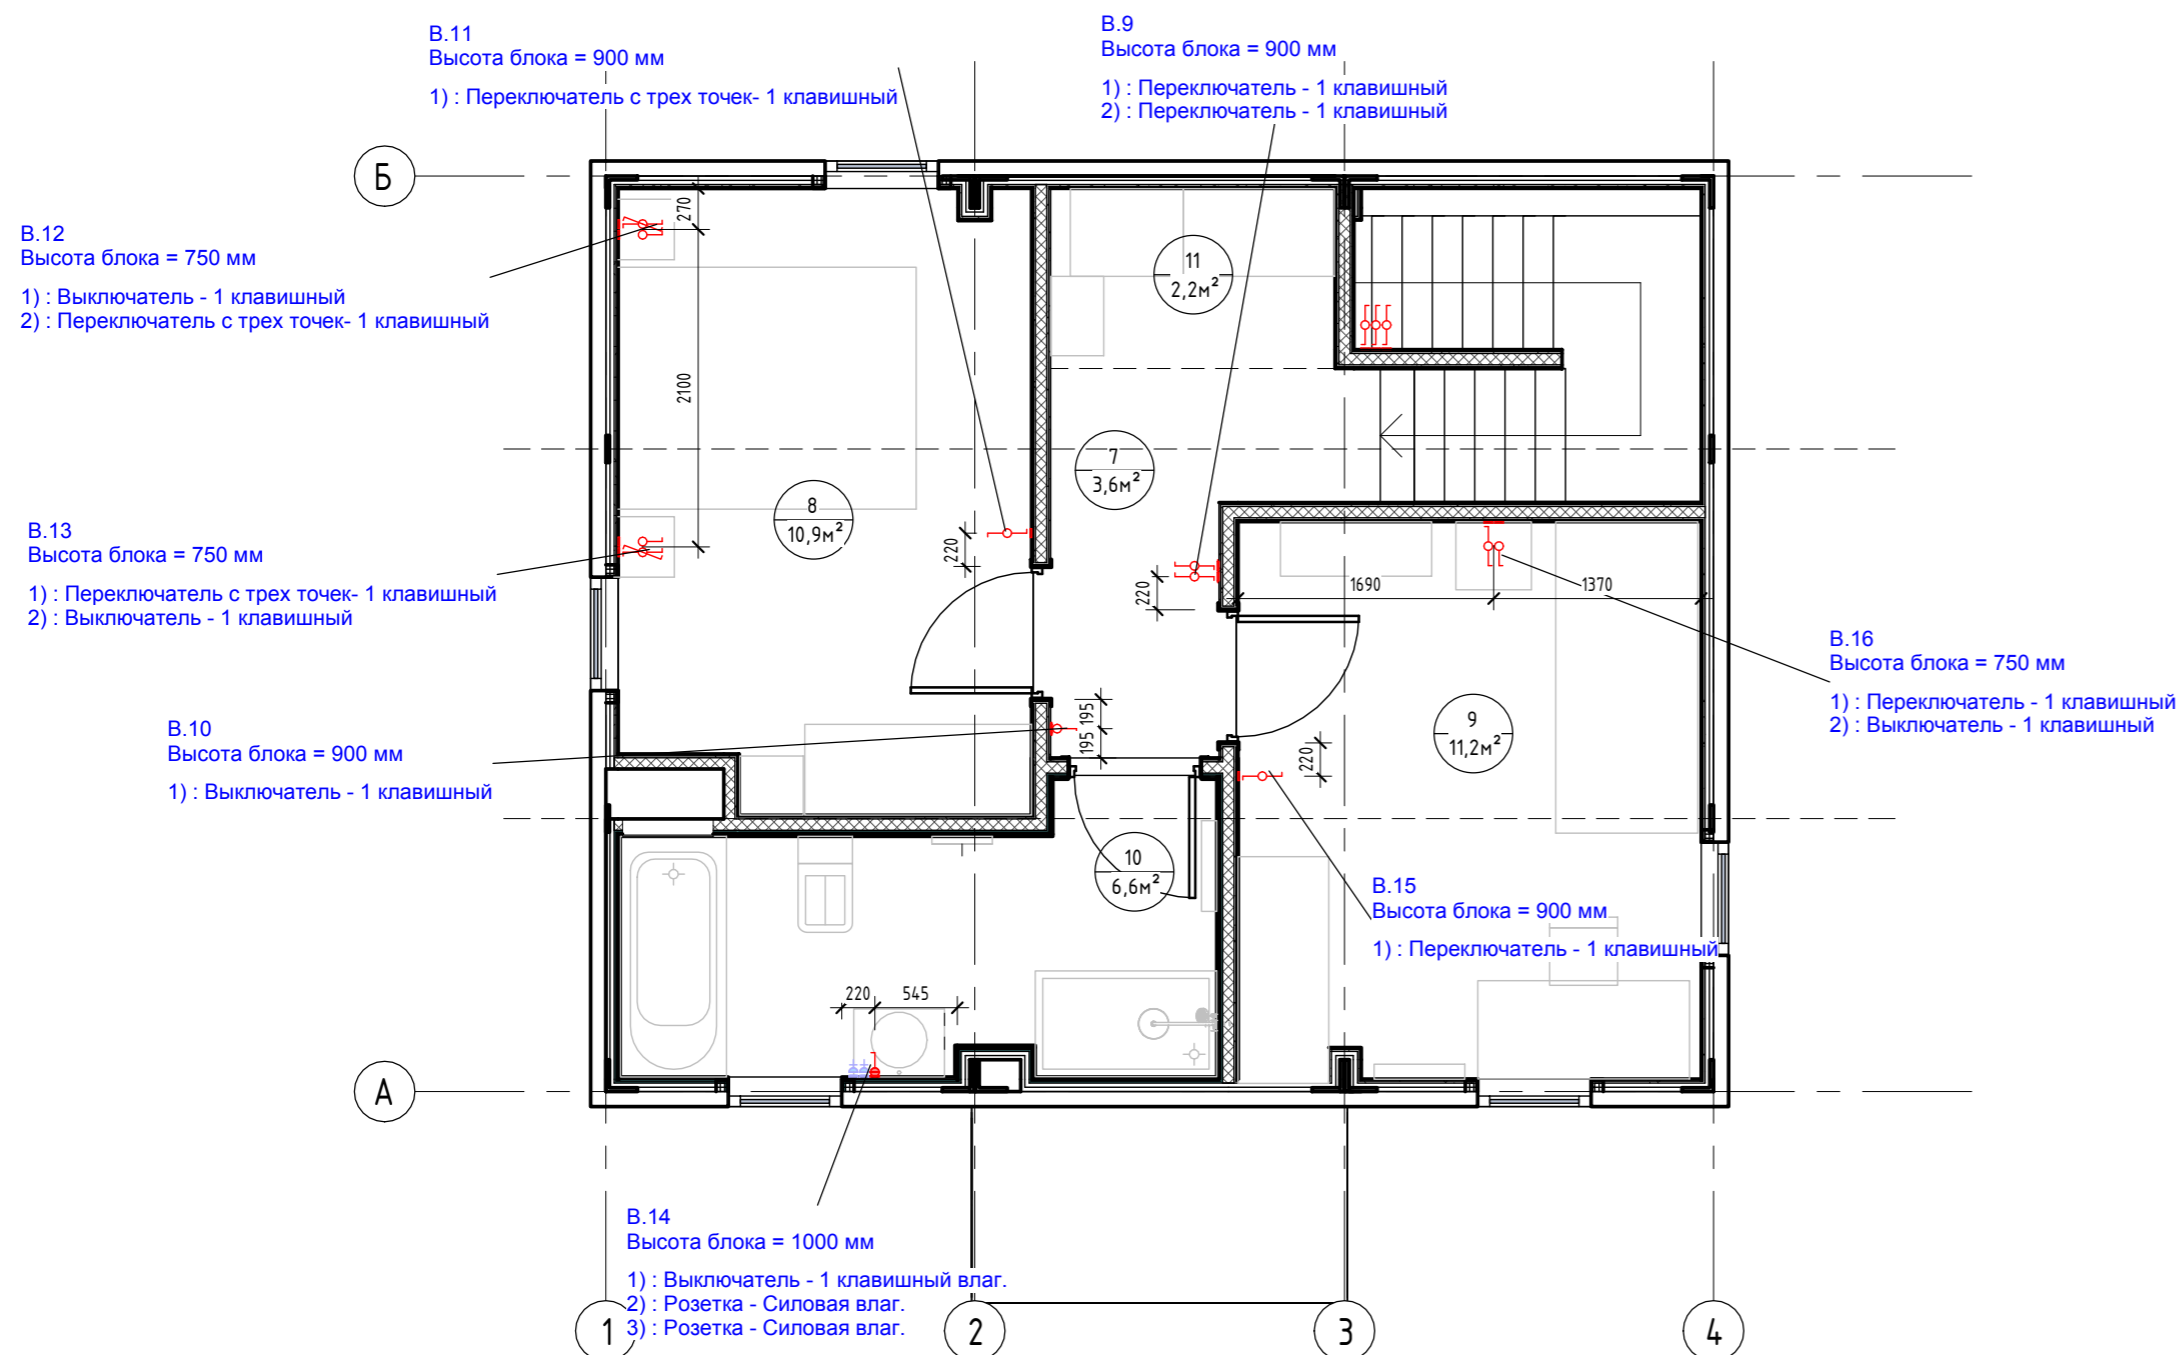 В.11
Высота блока = 900 мм
1) : Переключатель с трех точек- 1 клавишный
В.9
Высота блока = 900 мм
1) : Переключатель - 1 клавишный
2) : Переключатель - 1 клавишный
Б
В.12
Высота блока = 750 мм
1) : Выключатель - 1 клавишный
2) : Переключатель с трех точек- 1 клавишный
270
2100
11
2,2м²
7
3,6м²
8
10,9м²
220
220
В.13
Высота блока = 750 мм
1) : Переключатель с трех точек- 1 клавишный
2) : Выключатель - 1 клавишный
1690
1370
В.16
Высота блока = 750 мм
1) : Переключатель - 1 клавишный
2) : Выключатель - 1 клавишный
В.10
Высота блока = 900 мм
1) : Выключатель - 1 клавишный
195
195
9
11,2м²
220
10
6,6м²
В.15
Высота блока = 900 мм
1) : Переключатель - 1 клавишный
220
545
А
В.14
Высота блока = 1000 мм
1) : Выключатель - 1 клавишный влаг.
2) : Розетка - Силовая влаг.
3) : Розетка - Силовая влаг.
1
2
3
4